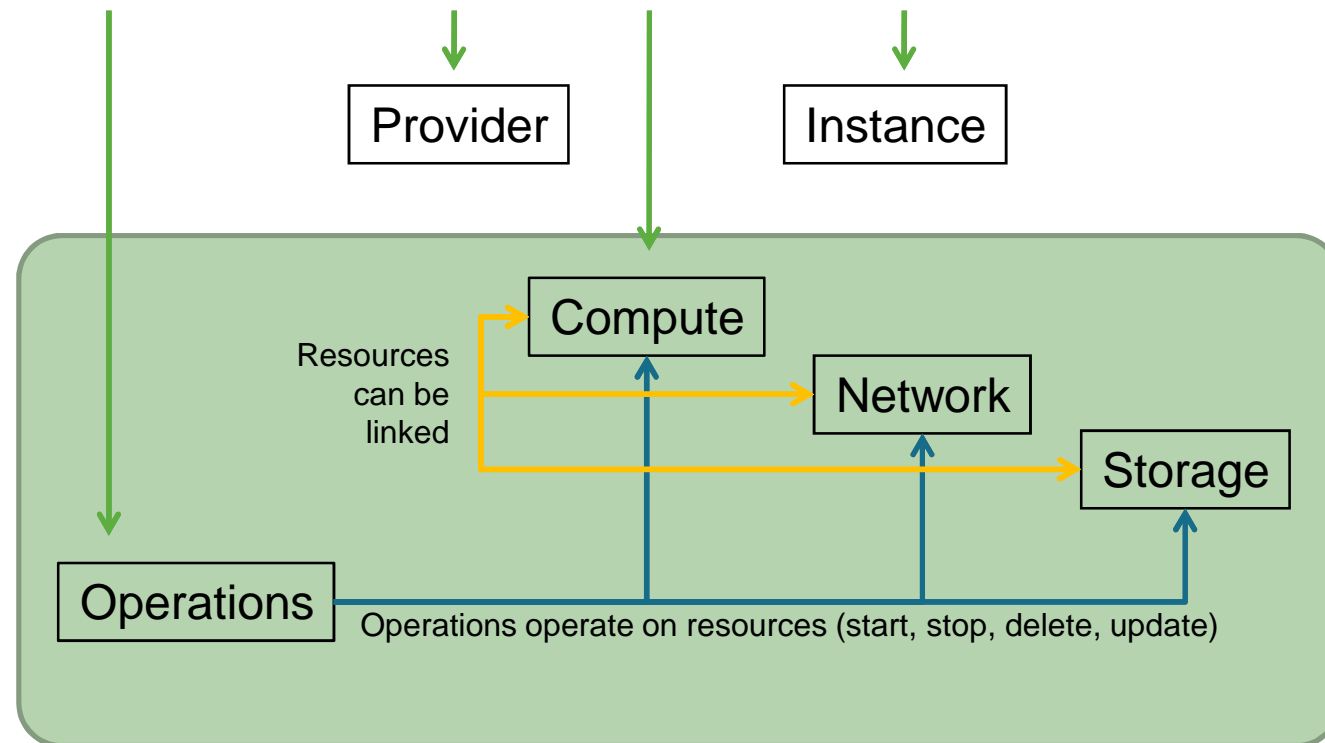 Provider
Instance
Compute
Resources
can be
linked
Network
Storage
Operations
Operations operate on resources (start, stop, delete, update)